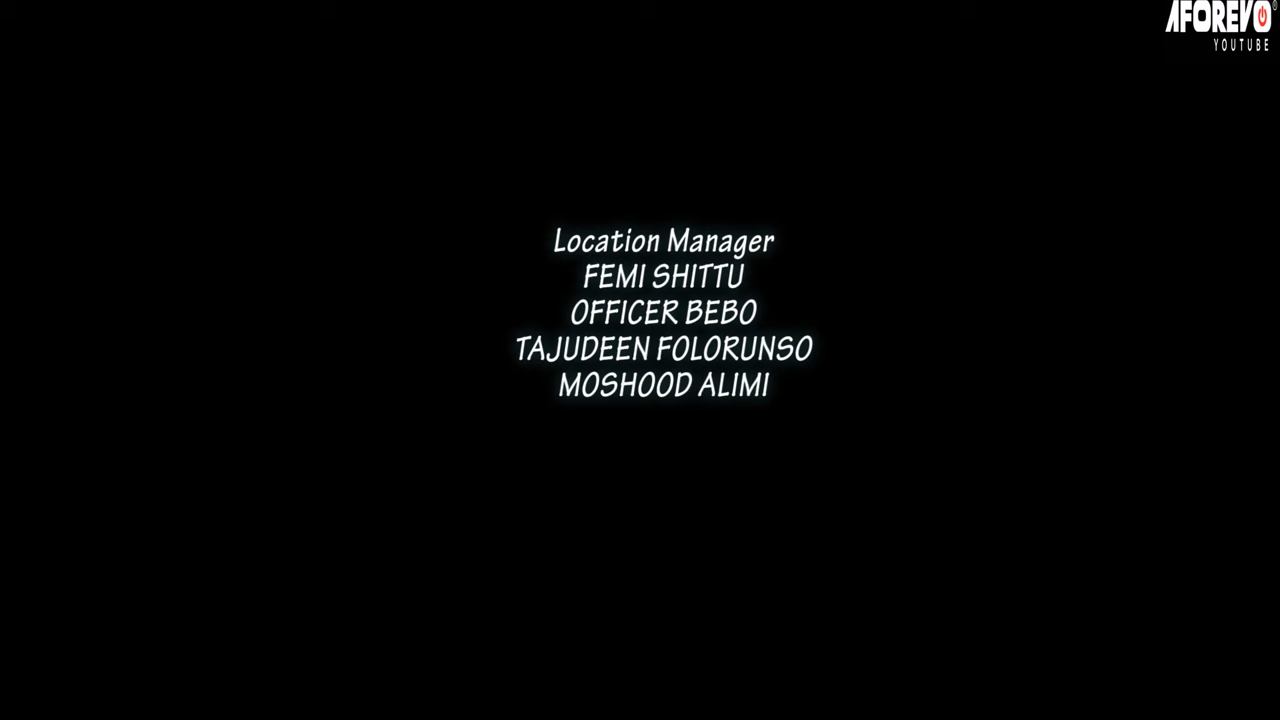 AFOREVO
YOUTUBE
Location Manager
FEMI SHITTU
OFFICER BEBO
TAJUDEEN FOLORUNSO
MOSHOOD ALIMI